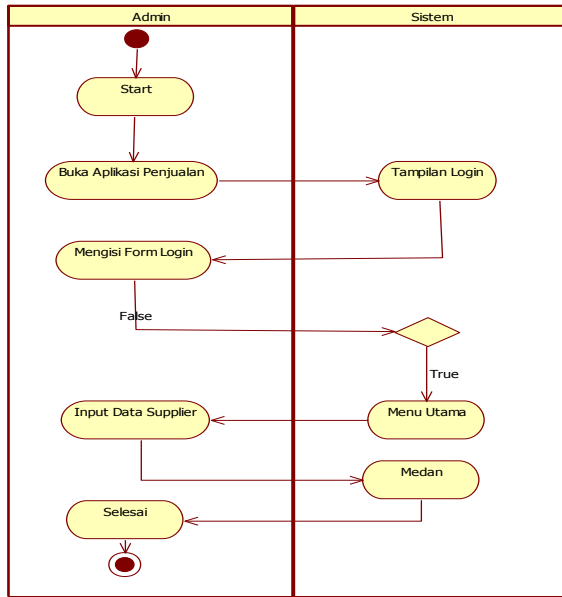 Admin
Sistem
Start
Buka Aplikasi Penjualan
Tampilan Login
Mengisi Form Login
False
True
Input Data Supplier
Menu Utama
Medan
Selesai